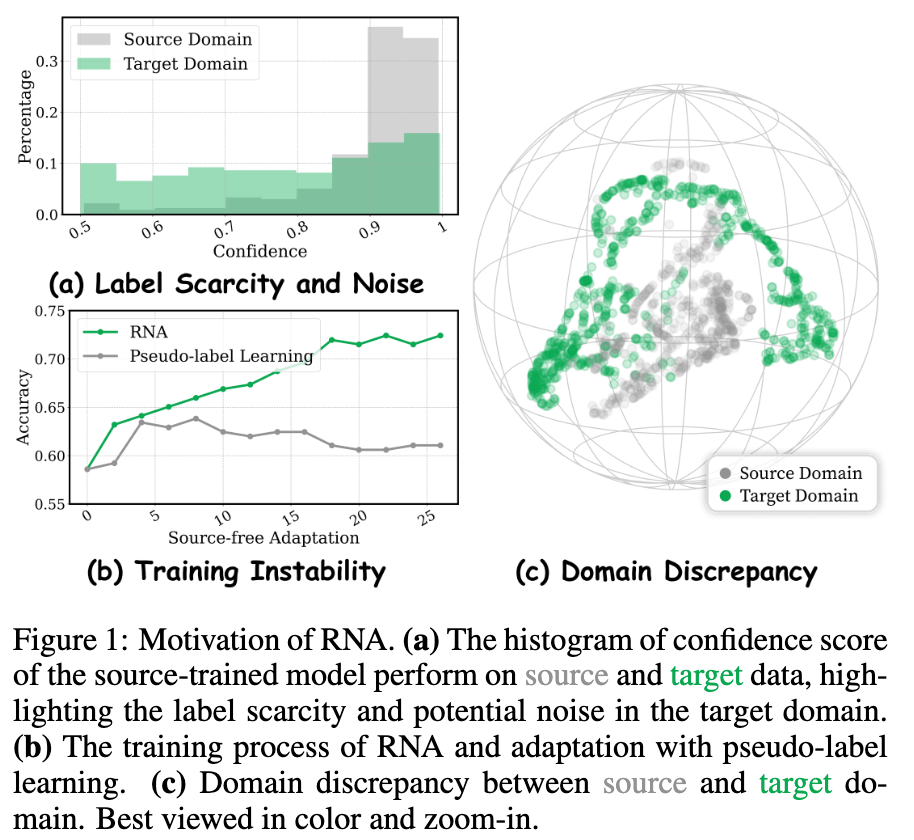 Source Domain
Target Domain
Percentage
0.3
0.2
0.1
0.0
0.5
0.6
0.7
0.8
0.9
1
Confidence
(a) Label Scarcity and Noise
RNA
Pseudo-label Learning
Accuracy
0.75
0.70
0.65
0.60
0.55
0
5
10
15
20
25
Source-free Adaptation
(b) Training Instability
Source Domain
Target Domain
(c) Domain Discrepancy
Figure 1: Motivation of RNA. (a) The histogram of confidence score
of the source-trained model perform on source and target data, high-
lighting the label scarcity and potential noise in the target domain.
(b) The training process of RNA and adaptation with pseudo-label
learning. (c) Domain discrepancy between source and target do-
main. Best viewed in color and zoom-in.